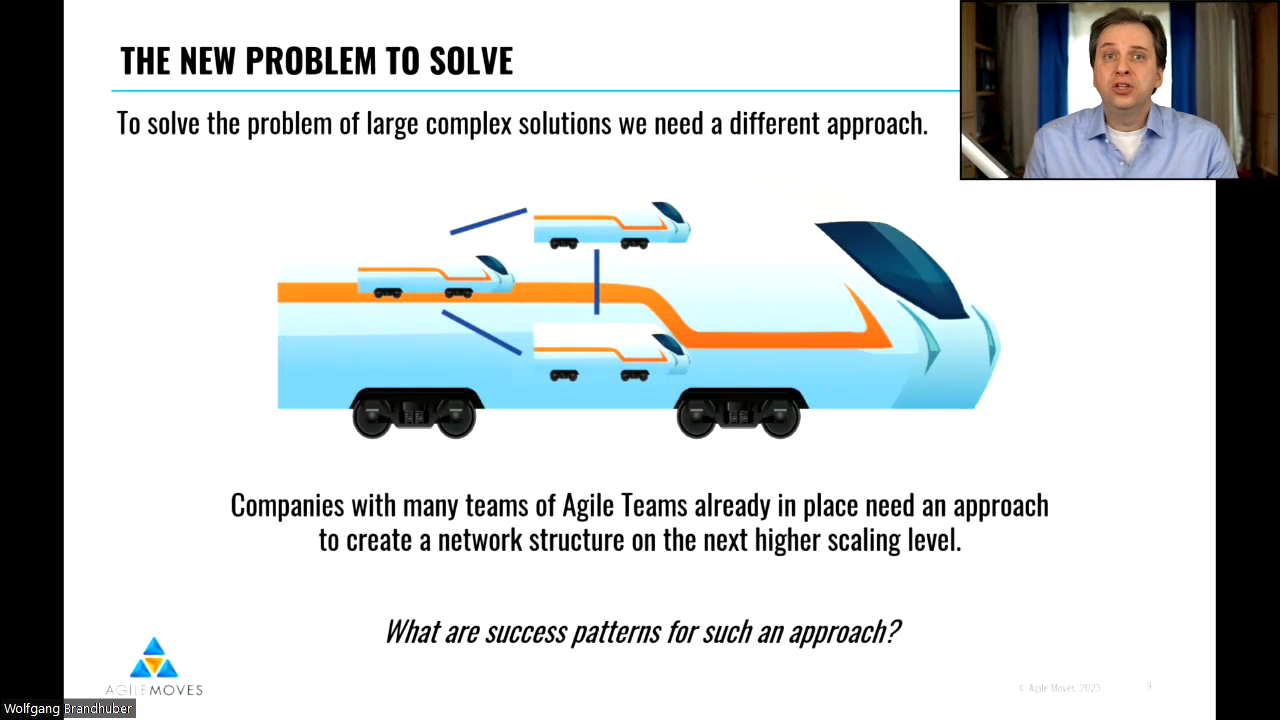 THE NEW PROBLEM TO SOLVE
To solve the problem of large complex solutions we need a different approach.
Companies with many teams of Agile Teams already in place need an approach
to create a network structure on the next higher scaling level.
What are success patterns for such an approach?
AGILEMOVES
© Agile Moves, 2023
9
Wolfgang Brandhuber